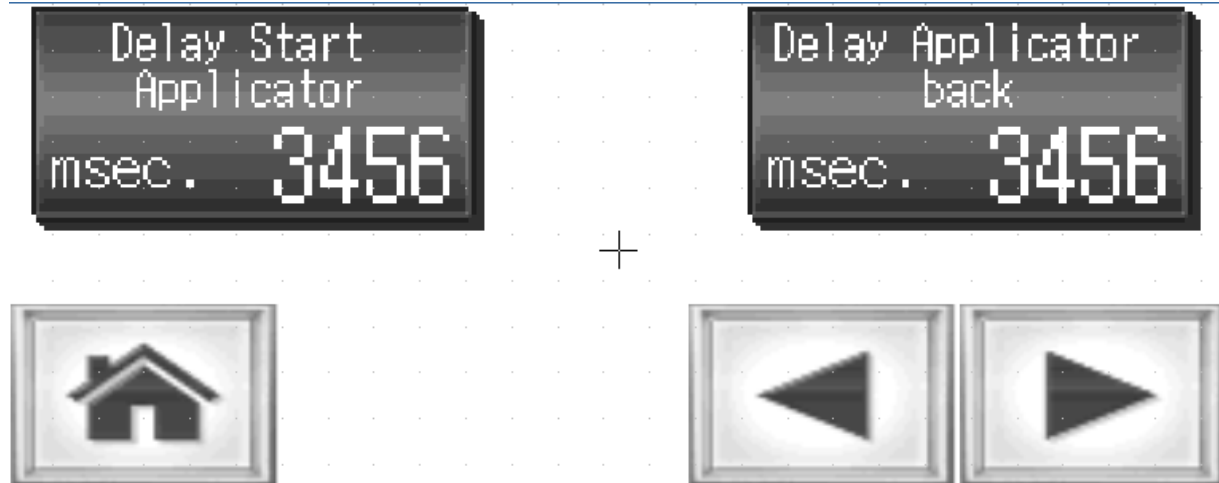 Delay Start
Applicator
msec. 3456
Delay Applicator
back
msec. 3456